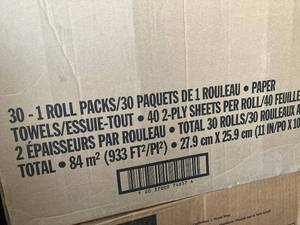 30 - 1 ROLL PACKS/30 PAQUETS DE 1 ROULEAU • PAPER
TOWELS/ESSUIE-TOUT • 40 2-PLY SHEETS PER ROLL/40 FEUILLE
2 ÉPAISSEURS PAR ROULEAU • TOTAL 30 ROLLS/30 ROULEAUX A
TOTAL • 84 m² (933 FT²/PI²) • 27.9 cm X 25.9 cm (11 IN/PO X 10